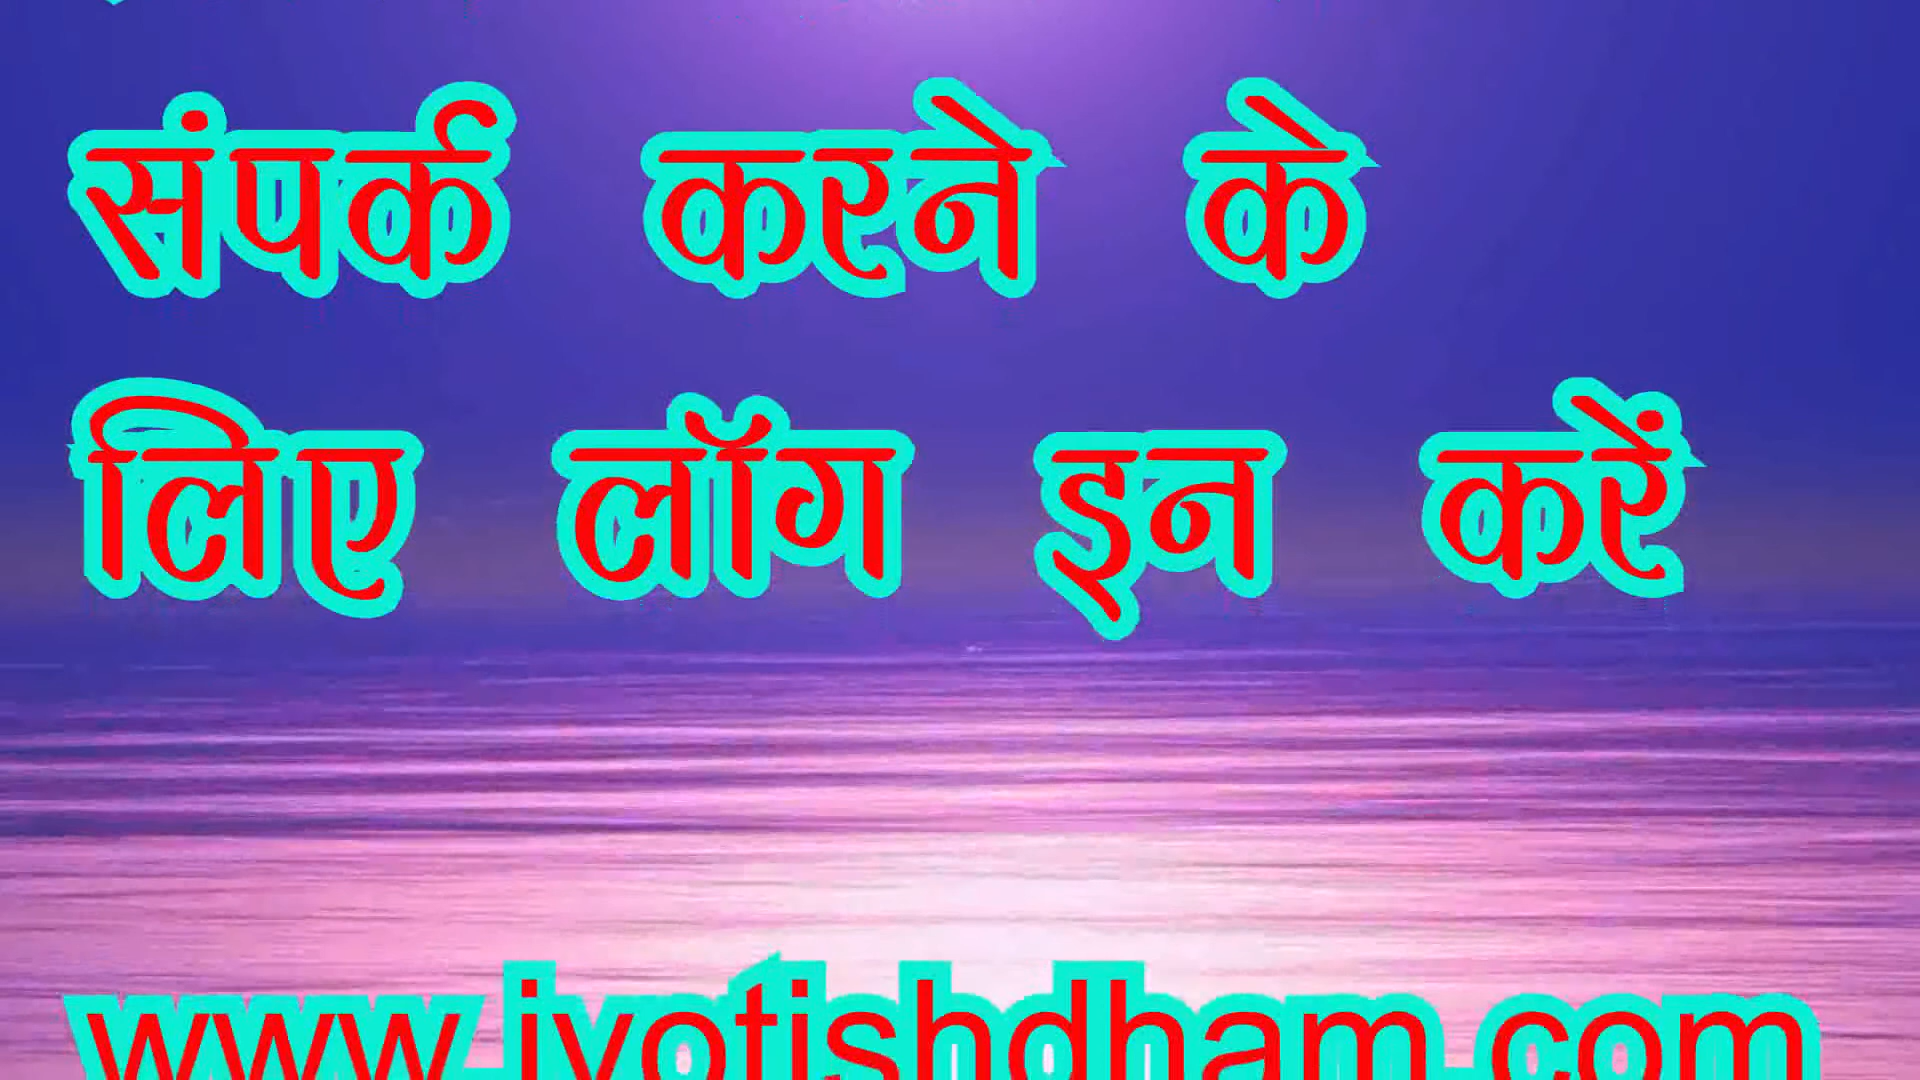 संपर्क करने के
लिए लॉग इन करें
www.jyotishdham.com